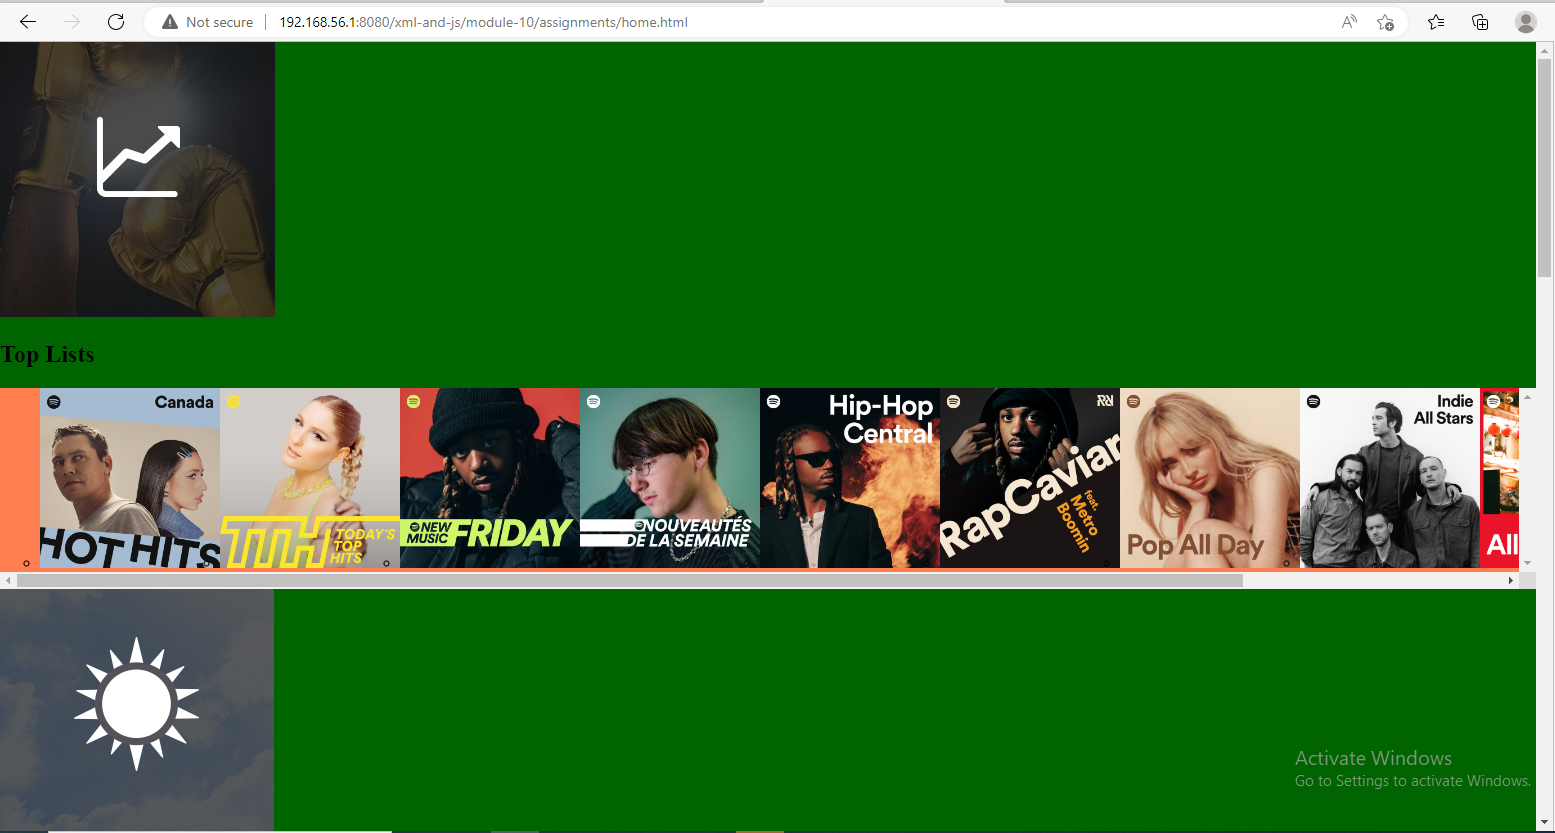 Not secure
192.168.56.1:8080/xml-and-js/module-10/assignments/home.html
Top Lists
Canada
HOT HITS
TTH
TODAY'S
TOP
HITS
NEW
MUSIC
FRIDAY
NOUVEAUTÉS
DE LA SEMAINE
Hip-Hop
Central
RapCaviar
feat.
Metro
Boomin
Pop All Day
Indie
All Stars
All
Activate Windows
Go to Settings to activate Windows.